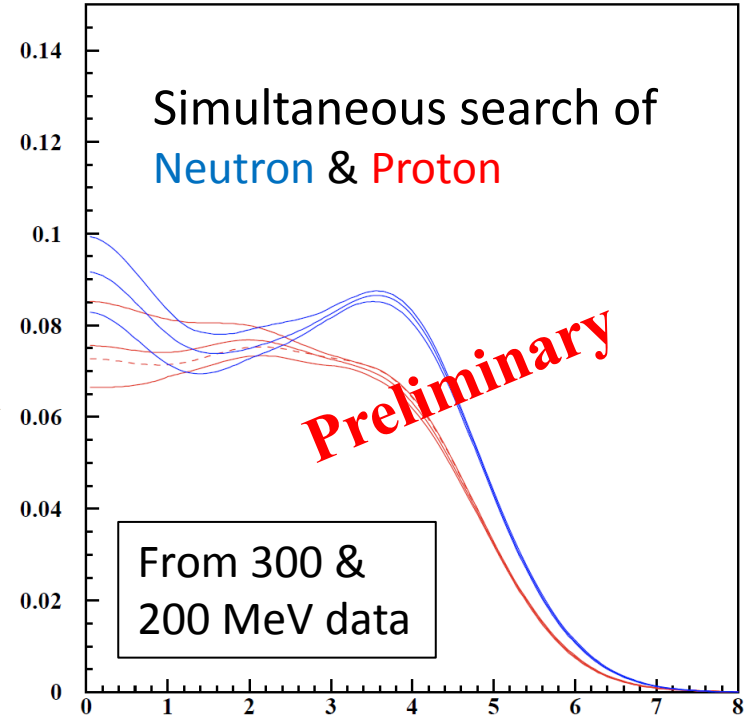 0.14
Simultaneous search of
0.12
Neutron & Proton
0.1
0.08
Preliminary
0.06
0.04
From 300 &
200 MeV data
0.02
0
0 1 2 3 4 5 6 7 8